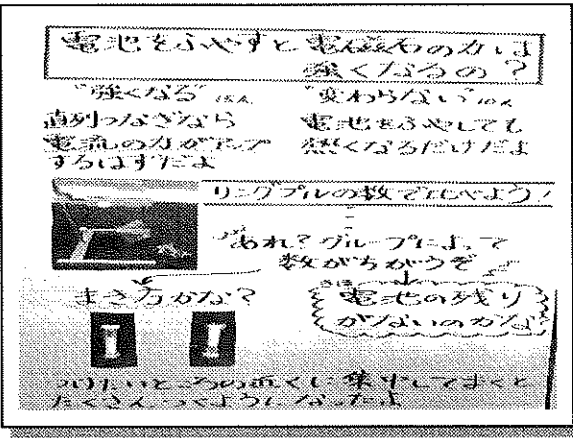 電池をふやすと電磁石の力は
強くなるの?
"強くなる"
"変わらない"
直列つなぎなら
電流の力がアップ
するはずだよ
電池をふやしても
熱くなるだけだよ
リングプルの数で比べよう!
あれ?グループによって
数がちがうぞ
まき方かな?
電池の残り
がないのかな
つけたいところの近くに集中してまくと
たくさんつくようになったよ